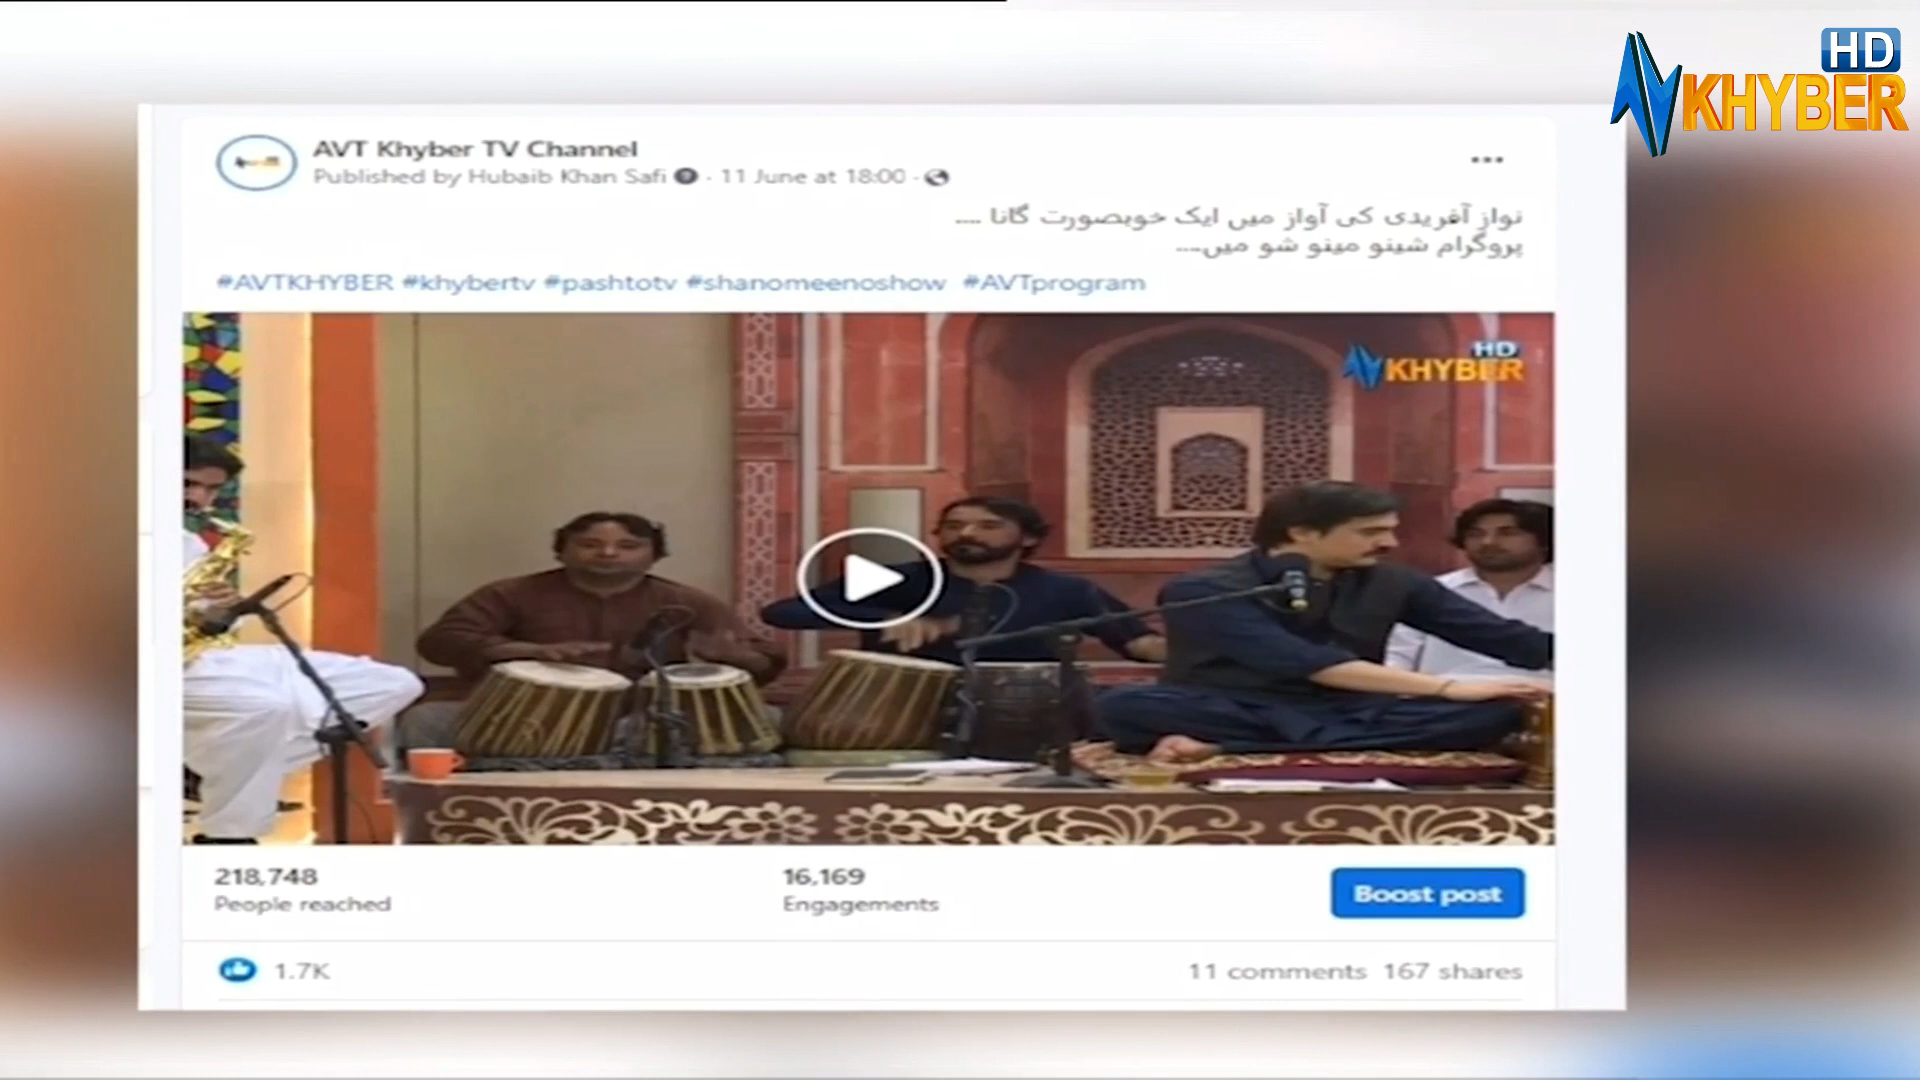 HD
KHYBER
AVT Khyber TV Channel
Published by Hubaib Khan Safi · 11 June at 18:00 ·
نواز آفریدی کی آواز میں ایک خوبصورت گانا ....
پروگرام شینو مینو شو میں....
#AVTKHYBER #khybertv #pashtotv #shanomeenoshow #AVTprogram
HD
KHYBER
218,748
People reached
16,169
Engagements
Boost post
1.7K
11 comments 167 shares